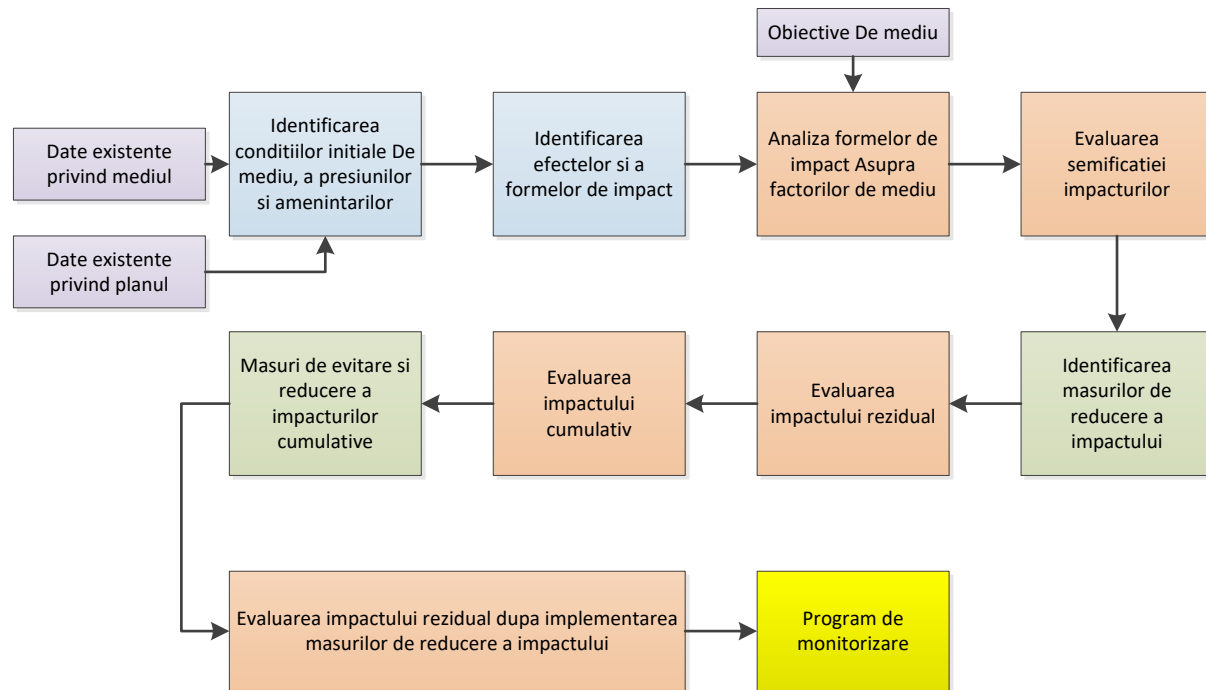 Obiective De mediu
Date existente
privind mediul
Identificarea
conditiilor initiale De
mediu, a presiunilor
si amenintarilor
Identificarea
efectelor si a
formelor de impact
Analiza formelor de
impact Asupra
factorilor de mediu
Evaluarea
semificatiei
impacturilor
Date existente
privind planul
Masuri de evitare si
reducere a
impacturilor
cumulative
Evaluarea
impactului
cumulativ
Evaluarea
impactului rezidual
Identificarea
masurilor de
reducere a
impactului
Evaluarea impactului rezidual dupa implementarea
masurilor de reducere a impactului
Program de
monitorizare